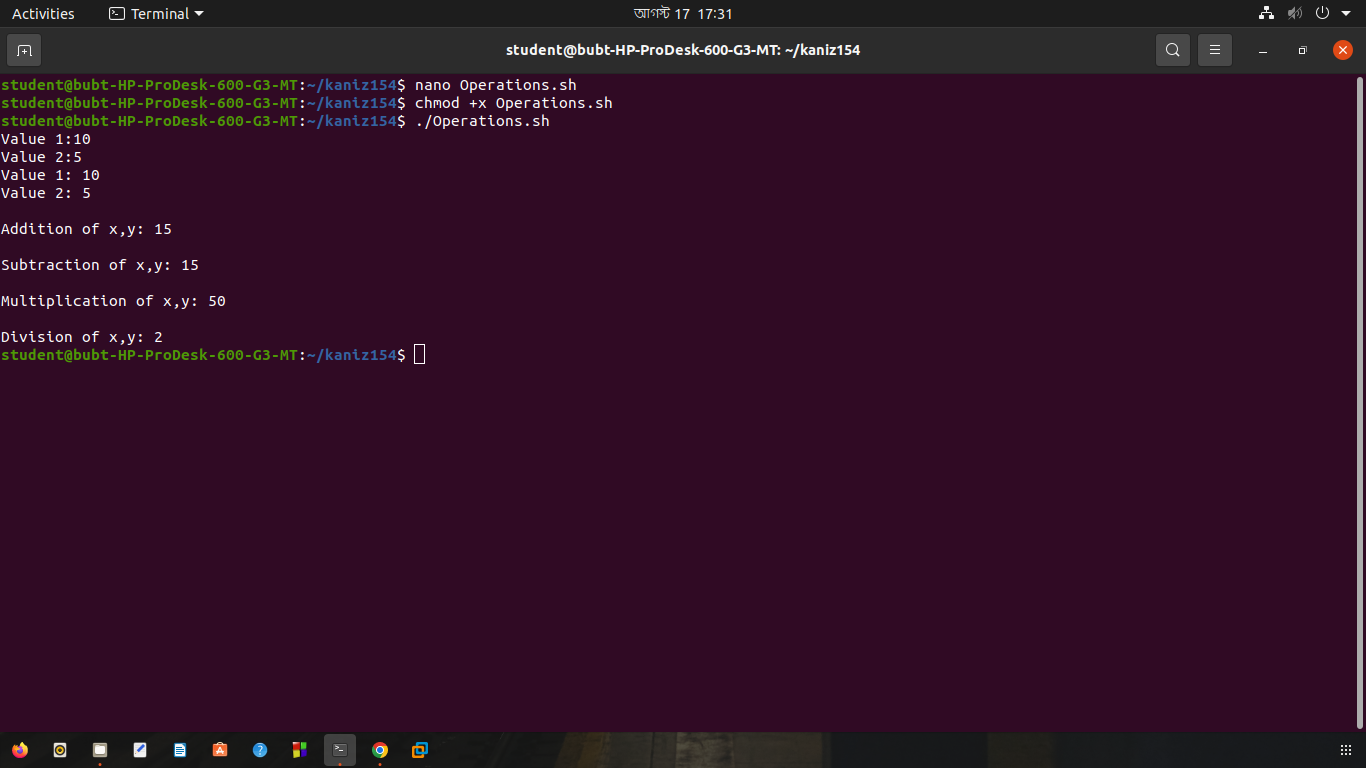 Activities
Terminal
আগস্ট 17 17:31
student@bubt-HP-ProDesk-600-G3-MT: ~/kaniz154
student@bubt-HP-ProDesk-600-G3-MT:~/kaniz154$ nano Operations.sh
student@bubt-HP-ProDesk-600-G3-MT:~/kaniz154$ chmod +x Operations.sh
student@bubt-HP-ProDesk-600-G3-MT:~/kaniz154$ ./Operations.sh
Value 1:10
Value 2:5
Value 1: 10
Value 2: 5
Addition of x,y: 15
Subtraction of x,y: 15
Multiplication of x,y: 50
Division of x,y: 2
student@bubt-HP-ProDesk-600-G3-MT:~/kaniz154$